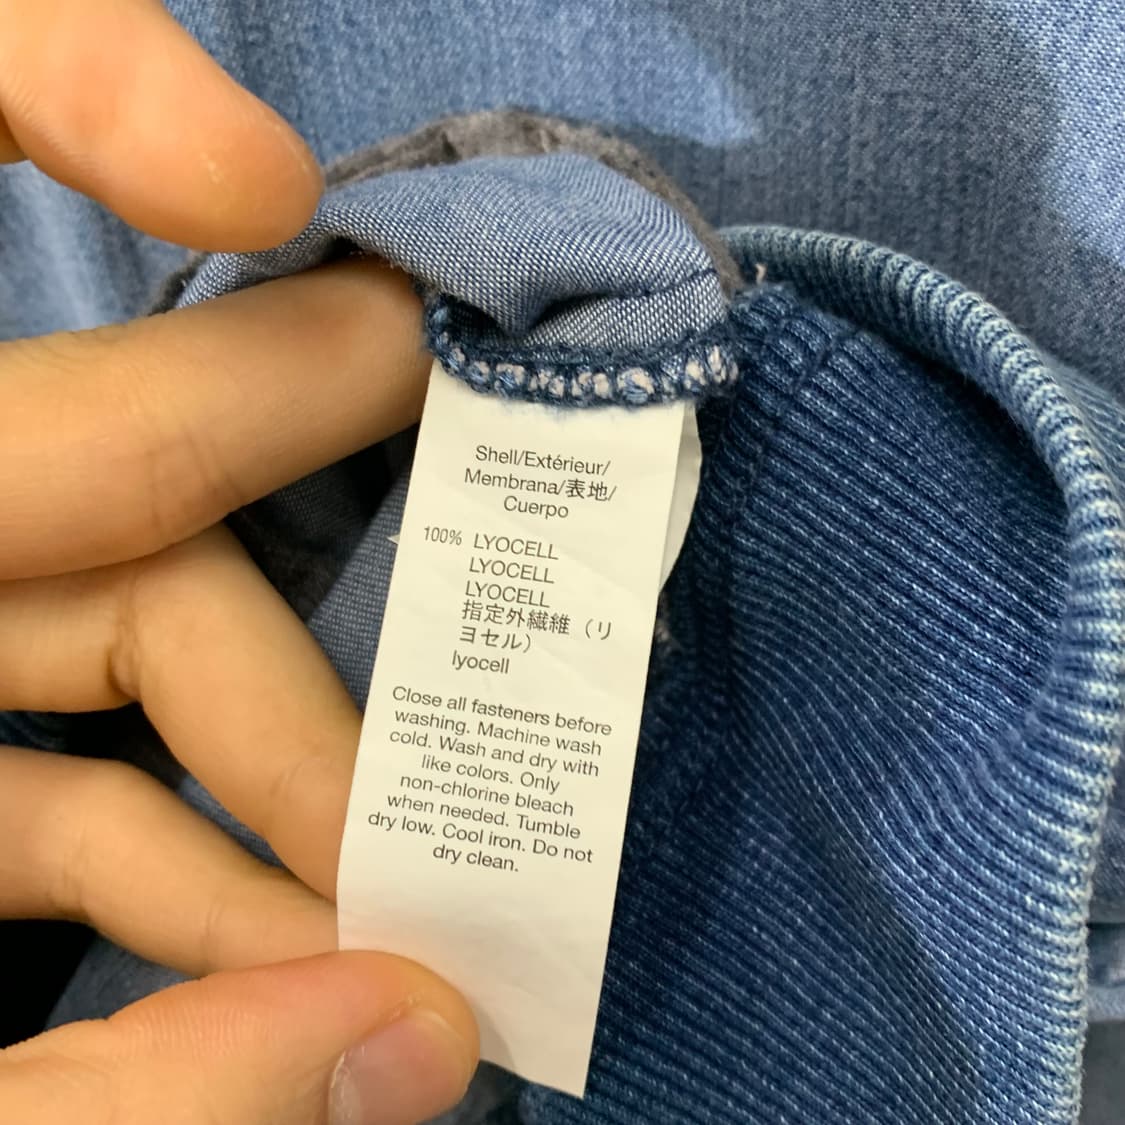 Shell/Extérieur/
Membrana/表地/
Cuerpo
100% LYOCELL
LYOCELL
LYOCELL
指定外繊維（リ
ヨセル）
lyocell
Close all fasteners before
washing. Machine wash
cold. Wash and dry with
like colors. Only
non-chlorine bleach
when needed. Tumble
dry low. Cool iron. Do not
dry clean.